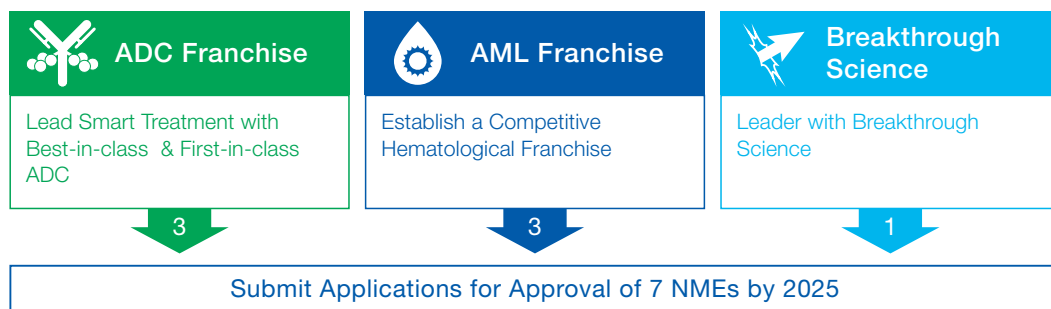 ADC Franchise
Lead Smart Treatment with
Best-in-class & First-in-class
ADC
3
AML Franchise
Establish a Competitive
Hematological Franchise
3
Breakthrough
Science
Leader with Breakthrough
Science
1
Submit Applications for Approval of 7 NMEs by 2025